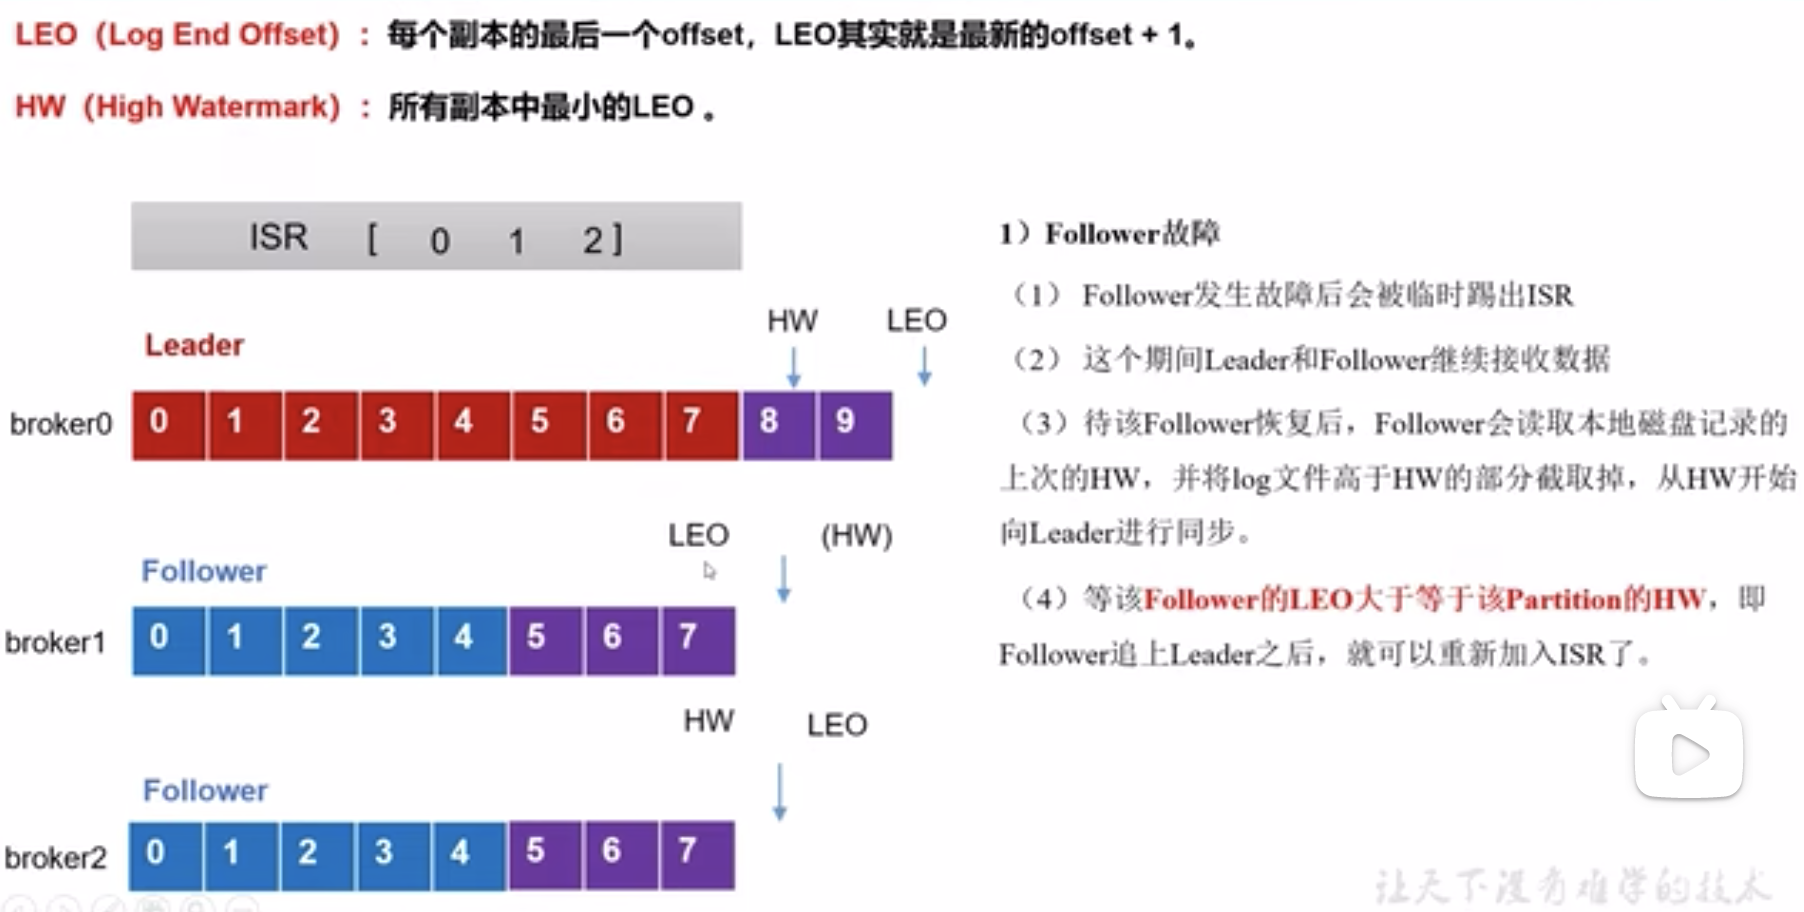 LEO（Log End Offset）：每个副本的最后一个offset，LEO其实就是最新的offset + 1。
HW（High Watermark）：所有副本中最小的LEO 。
ISR [ 0 1 2 ]
HW LEO
Leader
broker0 0 1 2 3 4 5 6 7 8 9
LEO (HW)
Follower
broker1 0 1 2 3 4 5 6 7
HW LEO
Follower
broker2 0 1 2 3 4 5 6 7
1）Follower故障
（1） Follower发生故障后会被临时踢出ISR
（2） 这个期间Leader和Follower继续接收数据
（3）待该Follower恢复后，Follower会读取本地磁盘记录的
上次的HW，并将log文件高于HW的部分截取掉，从HW开始
向Leader进行同步。
（4）等该Follower的LEO大于等于该Partition的HW，即
Follower追上Leader之后，就可以重新加入ISR了。
让天下没有难学的技术